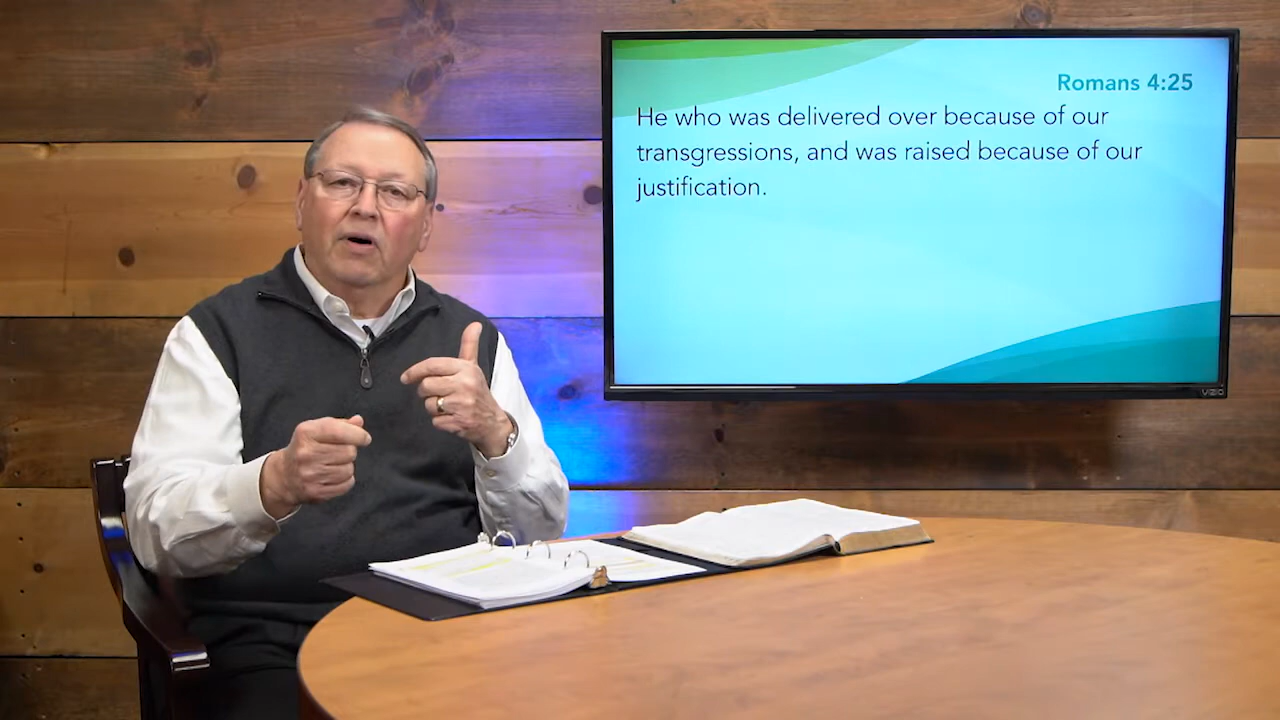 Romans 4:25
He who was delivered over because of our
transgressions, and was raised because of our
justification.
VIZIO